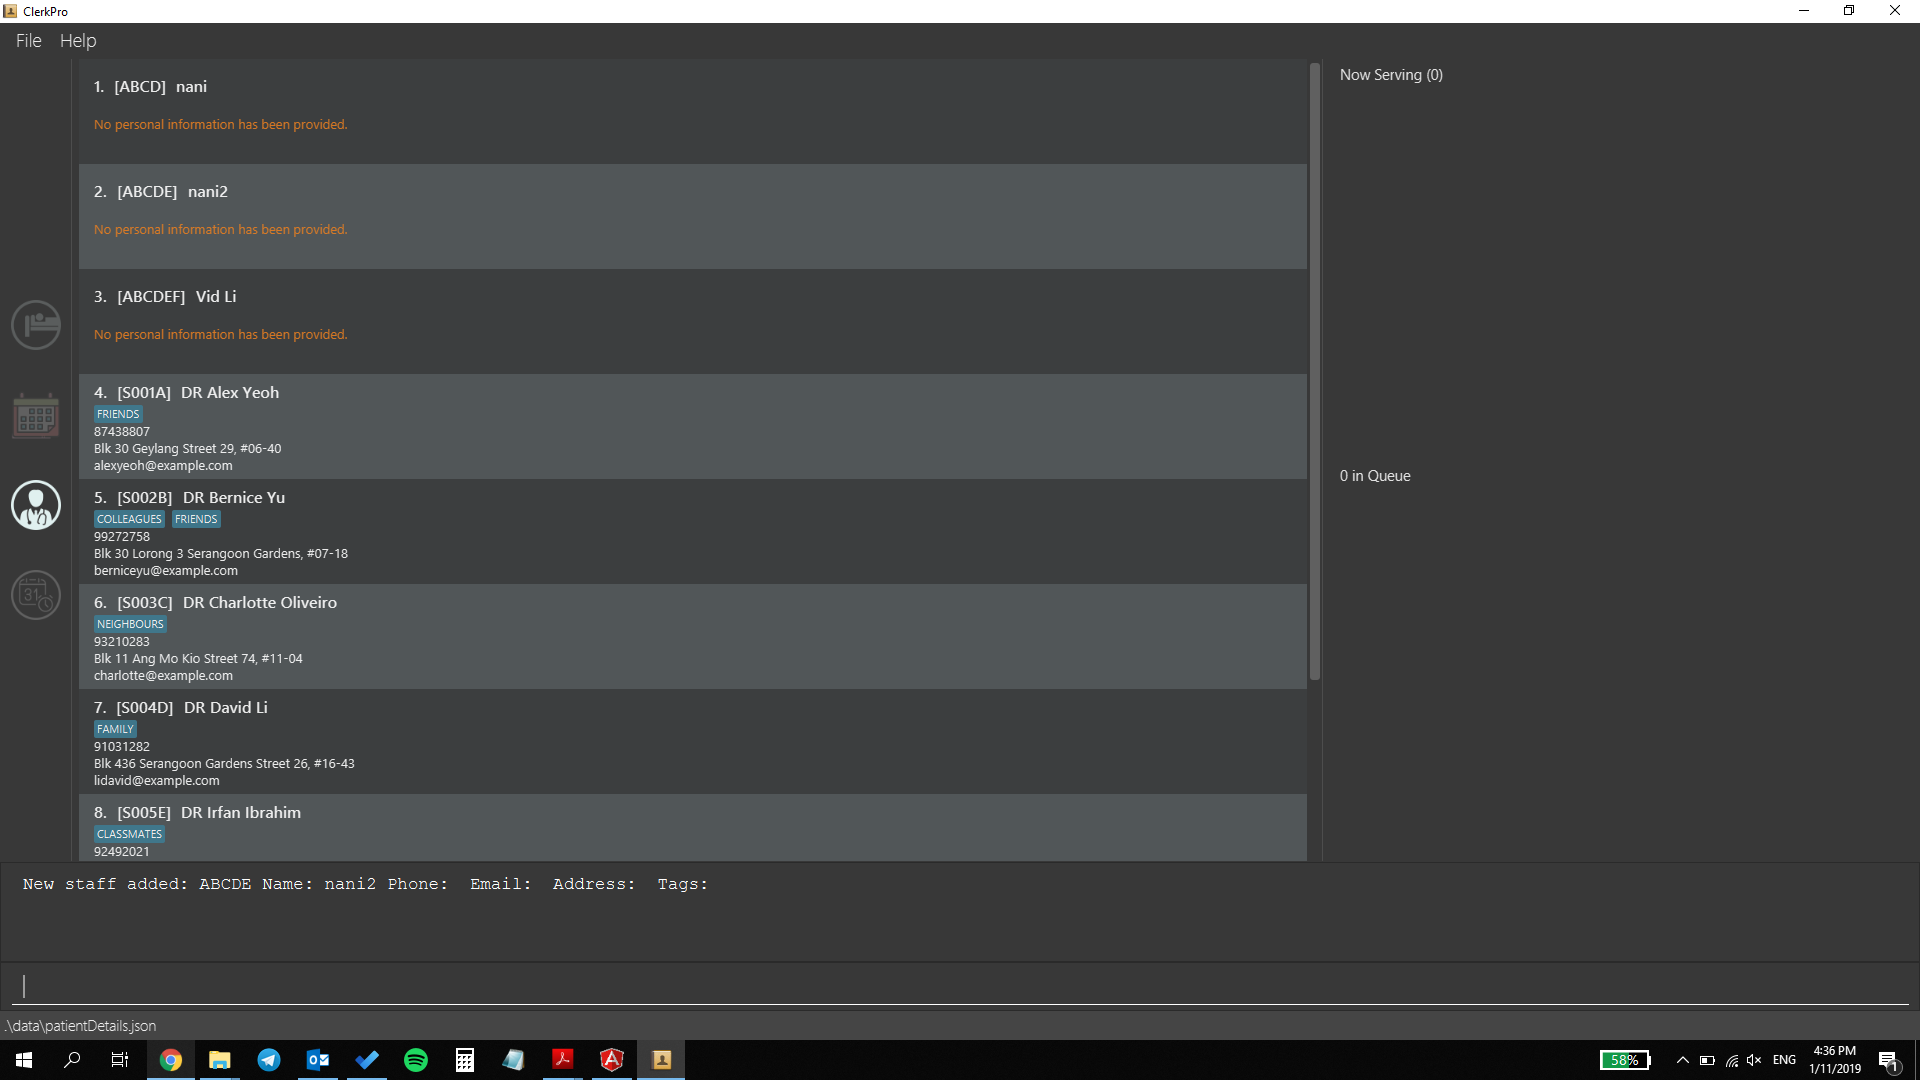 ClerkPro
File Help
1. [ABCD] nani
No personal information has been provided.
2. [ABCDE] nani2
No personal information has been provided.
3. [ABCDEF] Vid Li
No personal information has been provided.
4. [S001A] DR Alex Yeoh
FRIENDS
87438807
Blk 30 Geylang Street 29, #06-40
alexyeoh@example.com
5. [S002B] DR Bernice Yu
COLLEAGUES FRIENDS
99272758
Blk 30 Lorong 3 Serangoon Gardens, #07-18
berniceyu@example.com
6. [S003C] DR Charlotte Oliveiro
NEIGHBOURS
93210283
Blk 11 Ang Mo Kio Street 74, #11-04
charlotte@example.com
7. [S004D] DR David Li
FAMILY
91031282
Blk 436 Serangoon Gardens Street 26, #16-43
lidavid@example.com
8. [S005E] DR Irfan Ibrahim
CLASSMATES
92492021
31
Now Serving (0)
0 in Queue
New staff added: ABCDE Name: nani2 Phone: Email: Address: Tags:
.\data\patientDetails.json
58%
ENG
4:36 PM
1/11/2019
1